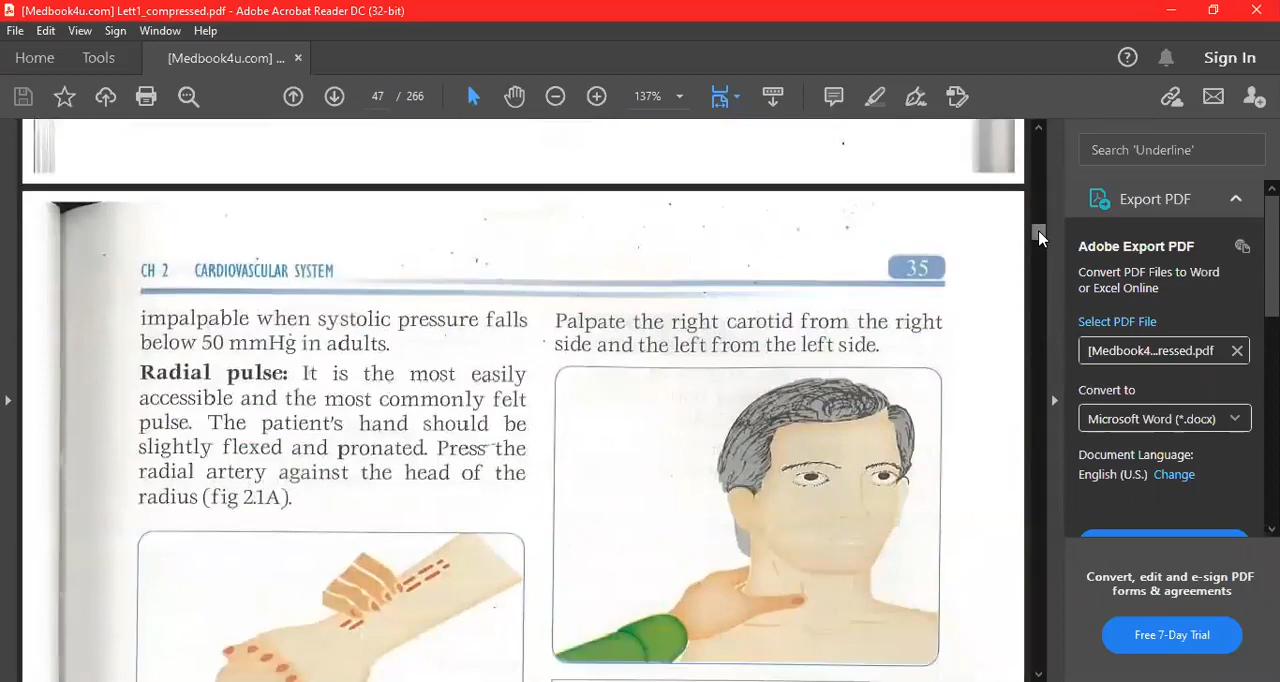 [Medbook4u.com] Lett1_compressed.pdf - Adobe Acrobat Reader DC (32-bit)
File Edit View Sign Window Help
Home Tools [Medbook4u.com] ... × Sign In
47 / 266 137%
Search 'Underline'
Export PDF
Adobe Export PDF
Convert PDF Files to Word
or Excel Online
Select PDF File
[Medbook4...ressed.pdf
Convert to
Microsoft Word (*.docx)
Document Language:
English (U.S.) Change
Convert, edit and e-sign PDF
forms & agreements
Free 7-Day Trial
CH 2 CARDIOVASCULAR SYSTEM 35
impalpable when systolic pressure falls
below 50 mmHg in adults.
Radial pulse: It is the most easily
accessible and the most commonly felt
pulse. The patient's hand should be
slightly flexed and pronated. Press the
radial artery against the head of the
radius (fig 2.1A).
Palpate the right carotid from the right
side and the left from the left side.